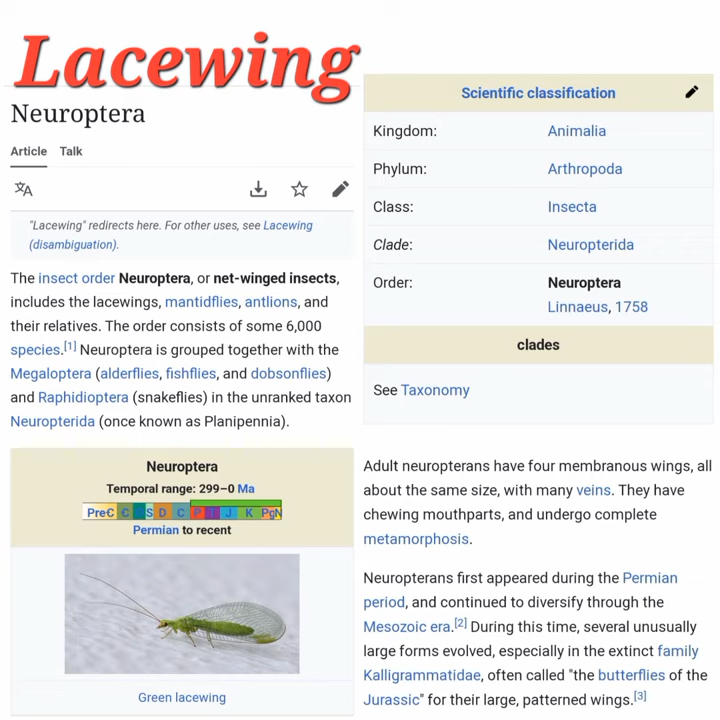 Lacewing
Neuroptera
Article Talk
"Lacewing" redirects here. For other uses, see Lacewing
(disambiguation).
The insect order Neuroptera, or net-winged insects,
includes the lacewings, mantidflies, antlions, and
their relatives. The order consists of some 6,000
species.[1] Neuroptera is grouped together with the
Megaloptera (alderflies, fishflies, and dobsonflies)
and Raphidioptera (snakeflies) in the unranked taxon
Neuropterida (once known as Planipennia).
Neuroptera
Temporal range: 299–0 Ma
PreꞒ Ꞓ S D C P T J K PgN
Permian to recent
Green lacewing
Scientific classification
Kingdom: Animalia
Phylum: Arthropoda
Class: Insecta
Clade: Neuropterida
Order: Neuroptera
Linnaeus, 1758
clades
See Taxonomy
Adult neuropterans have four membranous wings, all
about the same size, with many veins. They have
chewing mouthparts, and undergo complete
metamorphosis.
Neuropterans first appeared during the Permian
period, and continued to diversify through the
Mesozoic era.[2] During this time, several unusually
large forms evolved, especially in the extinct family
Kalligrammatidae, often called "the butterflies of the
Jurassic" for their large, patterned wings.[3]